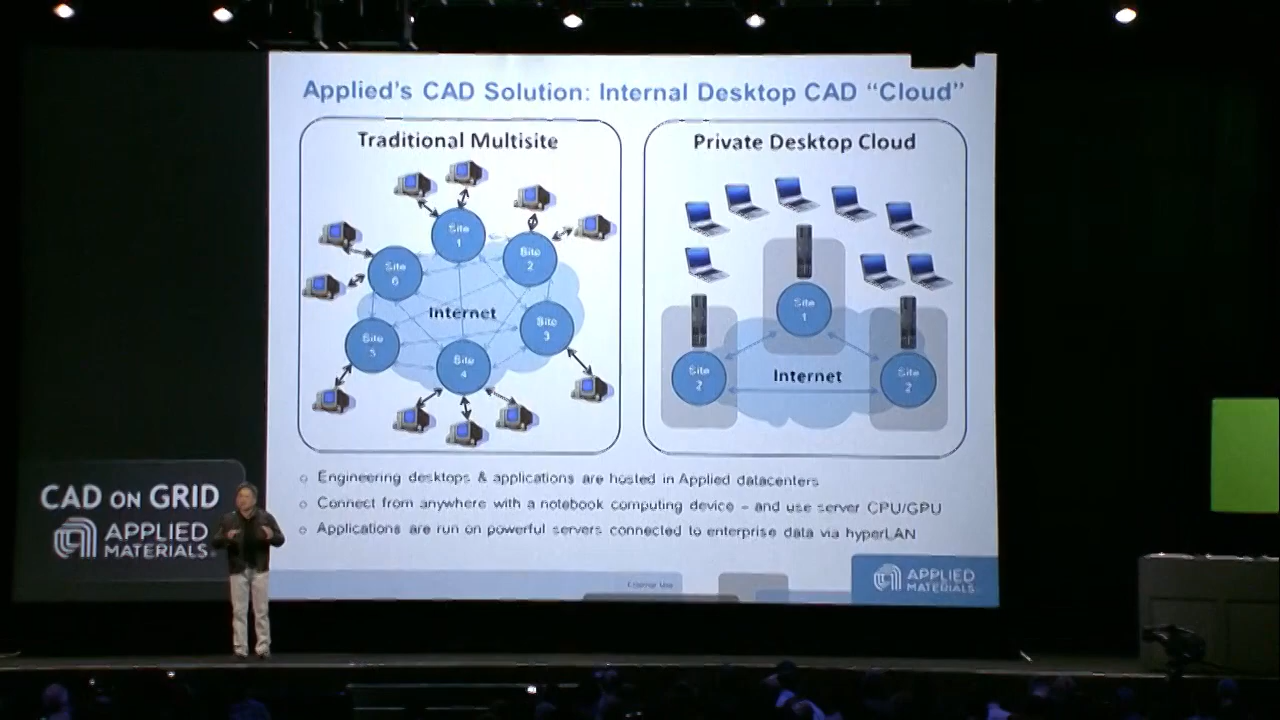 Applied's CAD Solution: Internal Desktop CAD “Cloud”
Traditional Multisite
Site
1
Site
2
Site
6
Internet
Site
3
Site
5
Site
4
Private Desktop Cloud
Site
1
Site
2
Internet
Site
2
Engineering desktops & applications are hosted in Applied datacenters
Connect from anywhere with a notebook computing device – and use server CPU/GPU
Applications are run on powerful servers connected to enterprise data via hyperLAN
External Use
APPLIED
MATERIALS
CAD ON GRID
APPLIED
MATERIALS